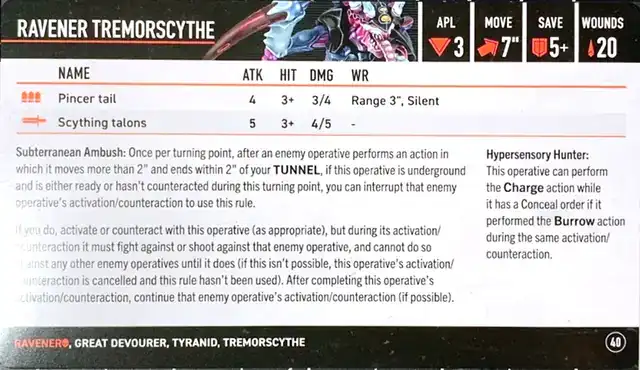 RAVENER TREMORSCYTHE
APL 3
MOVE 7"
SAVE 5+
WOUNDS 20
NAME ATK HIT DMG WR
Pincer tail 4 3+ 3/4 Range 3", Silent
Scything talons 5 3+ 4/5 -
Subterranean Ambush: Once per turning point, after an enemy operative performs an action in
which it moves more than 2" and ends within 2" of your TUNNEL, if this operative is underground
and is either ready or hasn't counteracted during this turning point, you can interrupt that enemy
operative's activation/counteraction to use this rule.
If you do, activate or counteract with this operative (as appropriate), but during its activation/
counteraction it must fight against or shoot against that enemy operative, and cannot do so
against any other enemy operatives until it does (if this isn't possible, this operative's activation/
counteraction is cancelled and this rule hasn't been used). After completing this operative's
activation/counteraction, continue that enemy operative's activation/counteraction (if possible).
Hypersensory Hunter:
This operative can perform
the Charge action while
it has a Conceal order if it
performed the Burrow action
during the same activation/
counteraction.
RAVENER, GREAT DEVOURER, TYRANID, TREMORSCYTHE
40